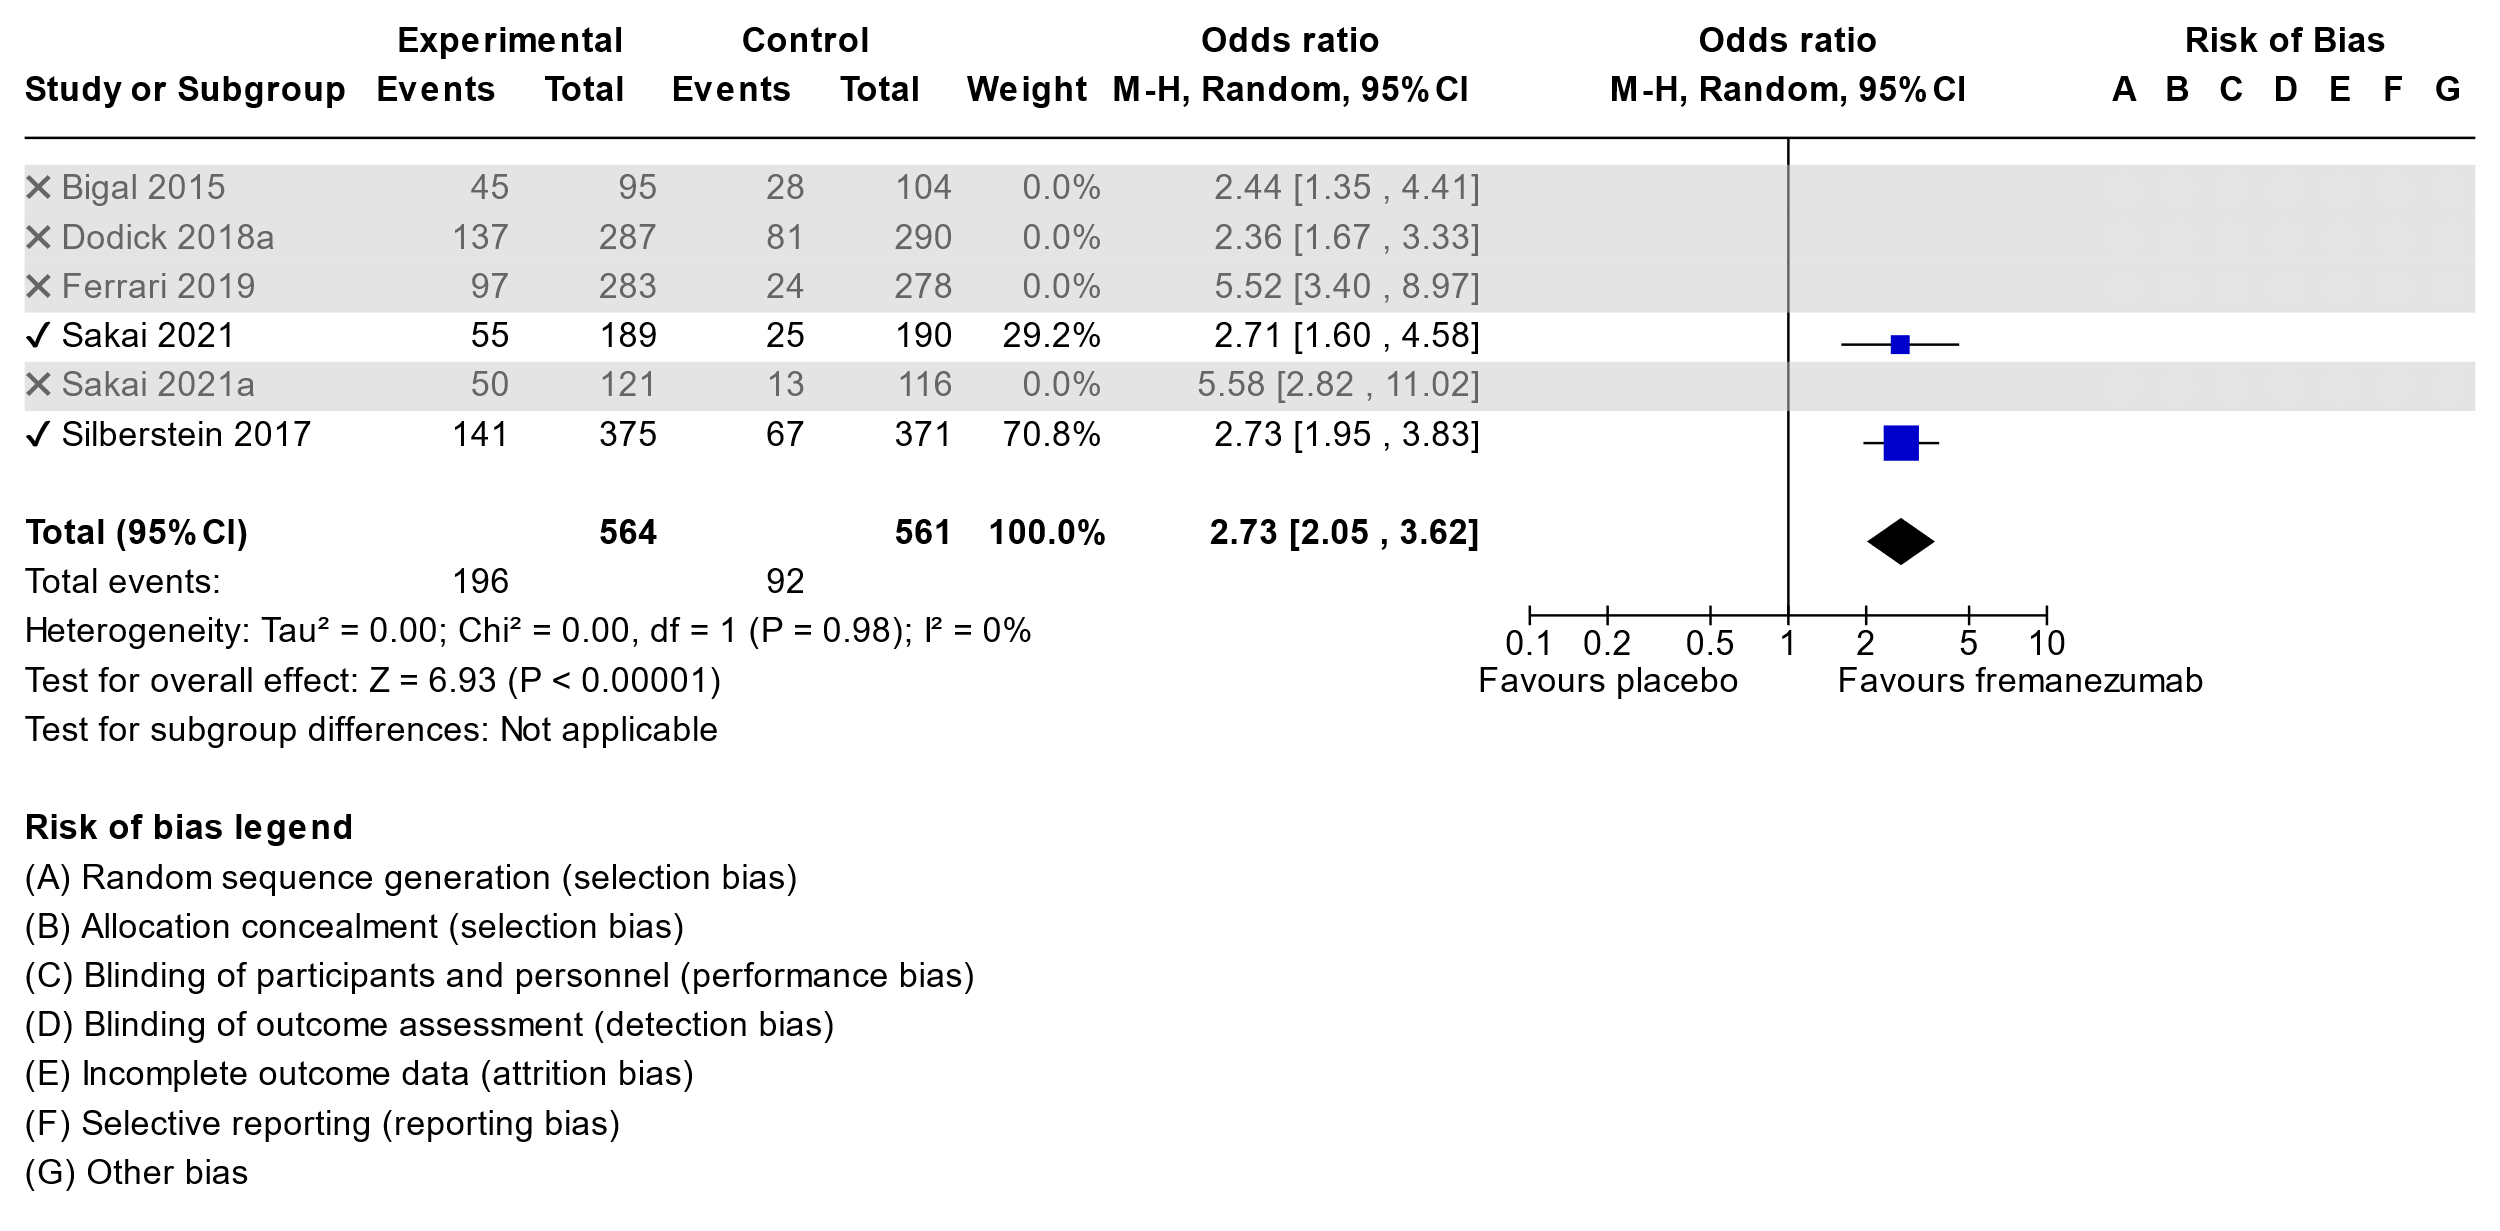 Experimental Control Odds ratio Odds ratio Risk of Bias
Study or Subgroup Events Total Events Total Weight M-H, Random, 95% CI M-H, Random, 95% CI A B C D E F G
✕ Bigal 2015 45 95 28 104 0.0% 2.44 [1.35 , 4.41]
✕ Dodick 2018a 137 287 81 290 0.0% 2.36 [1.67 , 3.33]
✕ Ferrari 2019 97 283 24 278 0.0% 5.52 [3.40 , 8.97]
✓ Sakai 2021 55 189 25 190 29.2% 2.71 [1.60 , 4.58]
✕ Sakai 2021a 50 121 13 116 0.0% 5.58 [2.82 , 11.02]
✓ Silberstein 2017 141 375 67 371 70.8% 2.73 [1.95 , 3.83]
Total (95% CI) 564 561 100.0% 2.73 [2.05 , 3.62]
Total events: 196 92
Heterogeneity: Tau² = 0.00; Chi² = 0.00, df = 1 (P = 0.98); I² = 0%
0.1 0.2 0.5 1 2 5 10
Test for overall effect: Z = 6.93 (P < 0.00001)
Favours placebo Favours fremanezumab
Test for subgroup differences: Not applicable
Risk of bias legend
(A) Random sequence generation (selection bias)
(B) Allocation concealment (selection bias)
(C) Blinding of participants and personnel (performance bias)
(D) Blinding of outcome assessment (detection bias)
(E) Incomplete outcome data (attrition bias)
(F) Selective reporting (reporting bias)
(G) Other bias